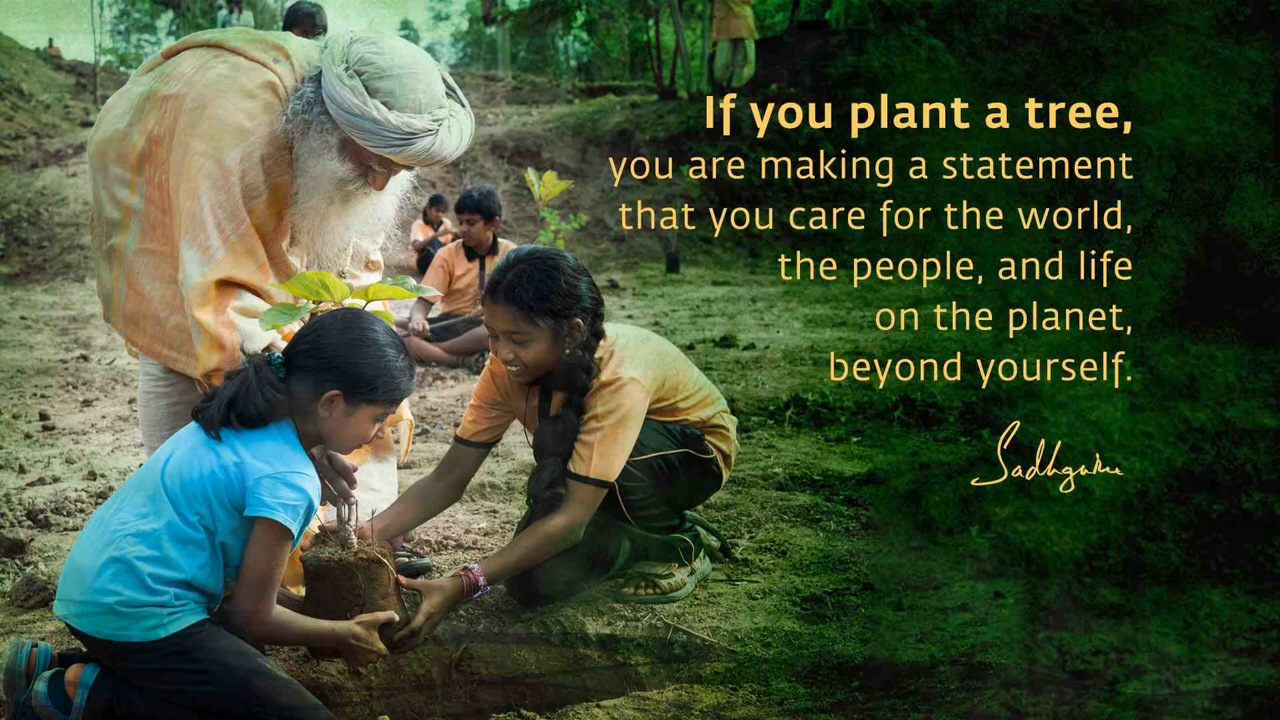 If you plant a tree,
you are making a statement
that you care for the world,
the people, and life
on the planet,
beyond yourself.
Sadhguru